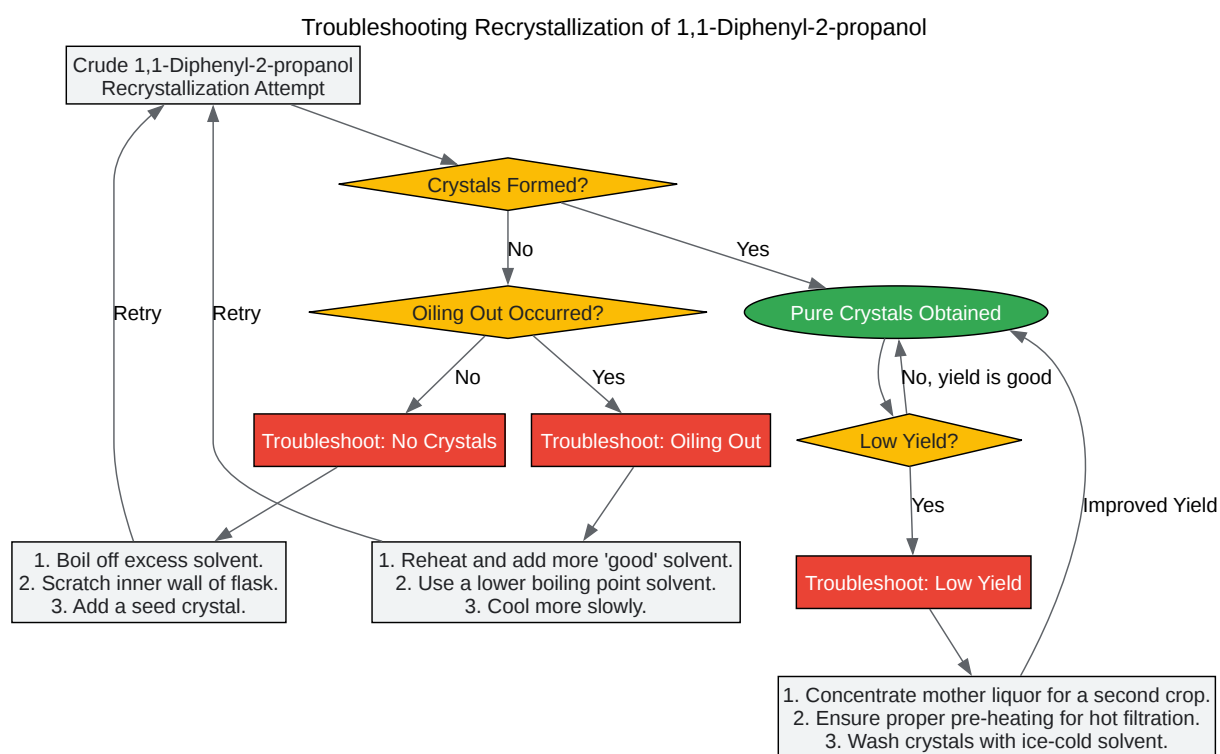 Troubleshooting Recrystallization of 1,1-Diphenyl-2-propanol
Crude 1,1-Diphenyl-2-propanol
Recrystallization Attempt
Crystals Formed?
No
Yes
Retry
Retry
Oiling Out Occurred?
Pure Crystals Obtained
No
Yes
No, yield is good
Troubleshoot: No Crystals
Troubleshoot: Oiling Out
Low Yield?
Yes
Improved Yield
1. Boil off excess solvent.
2. Scratch inner wall of flask.
3. Add a seed crystal.
1. Reheat and add more 'good' solvent.
2. Use a lower boiling point solvent.
3. Cool more slowly.
Troubleshoot: Low Yield
1. Concentrate mother liquor for a second crop.
2. Ensure proper pre-heating for hot filtration.
3. Wash crystals with ice-cold solvent.